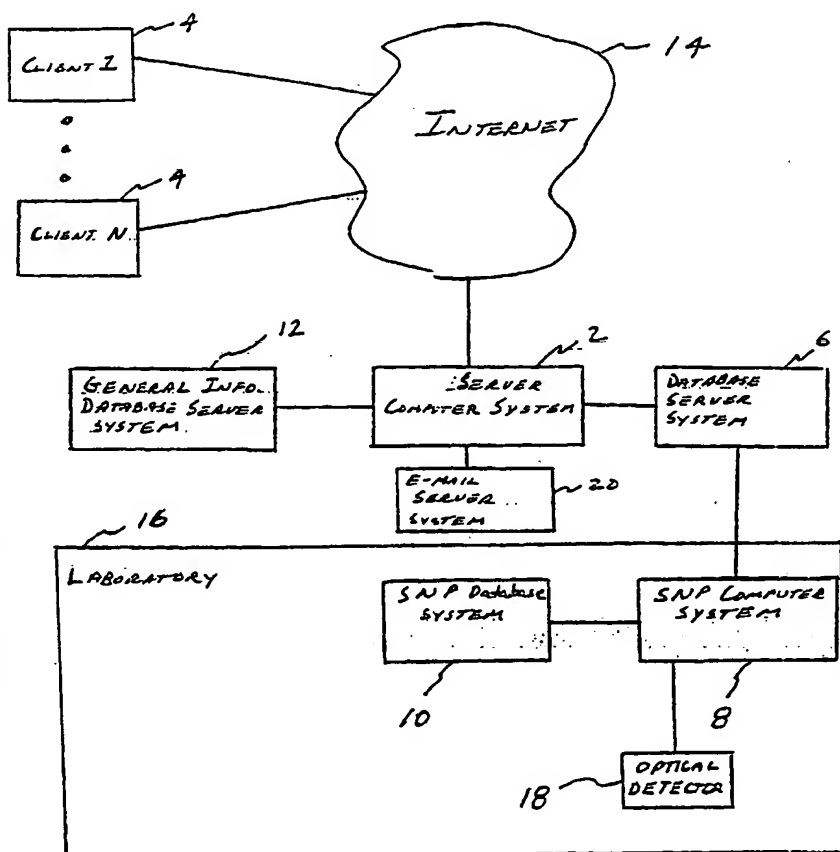 4
CLIENT 1
14
INTERNET
4
CLIENT N
12
2
6
GENERAL INFO.
DATABASE SERVER
SYSTEM
SERVER
COMPUTER SYSTEM
DATABASE
SERVER
SYSTEM
E-MAIL
SERVER
SYSTEM
20
16
LABORATORY
SNP Database
SYSTEM
SNP COMPUTER
SYSTEM
10
8
OPTICAL
DETECTOR
18